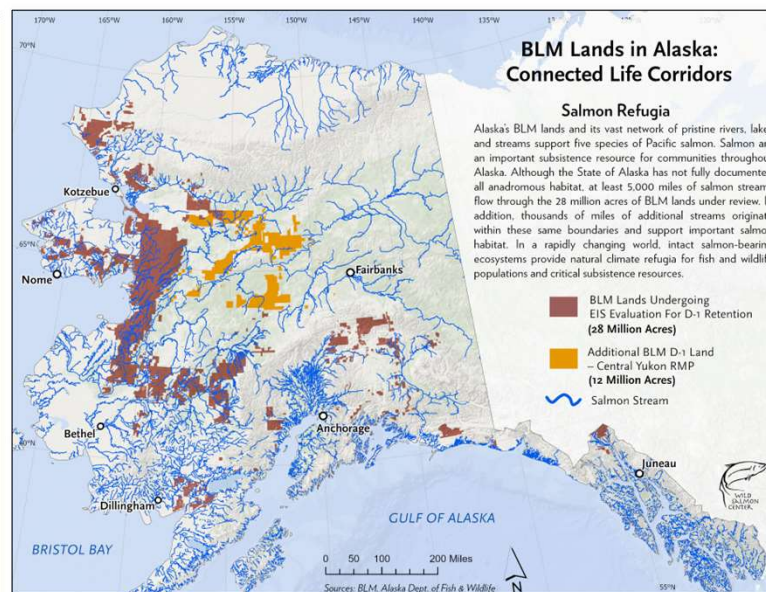 170°W
165°W
160°W
155°W
150°W
145°W
70°N
70°N
BLM Lands in Alaska:
Connected Life Corridors
Salmon Refugia
Alaska's BLM lands and its vast network of pristine rivers, lake
and streams support five species of Pacific salmon. Salmon ar
an important subsistence resource for communities throughou
Alaska. Although the State of Alaska has not fully documente
all anadromous habitat, at least 5,000 miles of salmon stream
flow through the 28 million acres of BLM lands under review. I
addition, thousands of miles of additional streams originat
within these same boundaries and support important salmo
habitat. In a rapidly changing world, intact salmon-bearin
ecosystems provide natural climate refugia for fish and wildlif
populations and critical subsistence resources.
Kotzebue
65°N
Nome
Fairbanks
BLM Lands Undergoing
EIS Evaluation For D-1 Retention
(28 Million Acres)
Additional BLM D-1 Land
– Central Yukon RMP
(12 Million Acres)
Salmon Stream
Bethel
60°N
Anchorage
Juneau
Dillingham
WILD
SALMON
CENTER
GULF OF ALASKA
BRISTOL BAY
0 50 100 200 Miles
N
55°N
Sources: BLM, Alaska Dept. of Fish & Wildlife